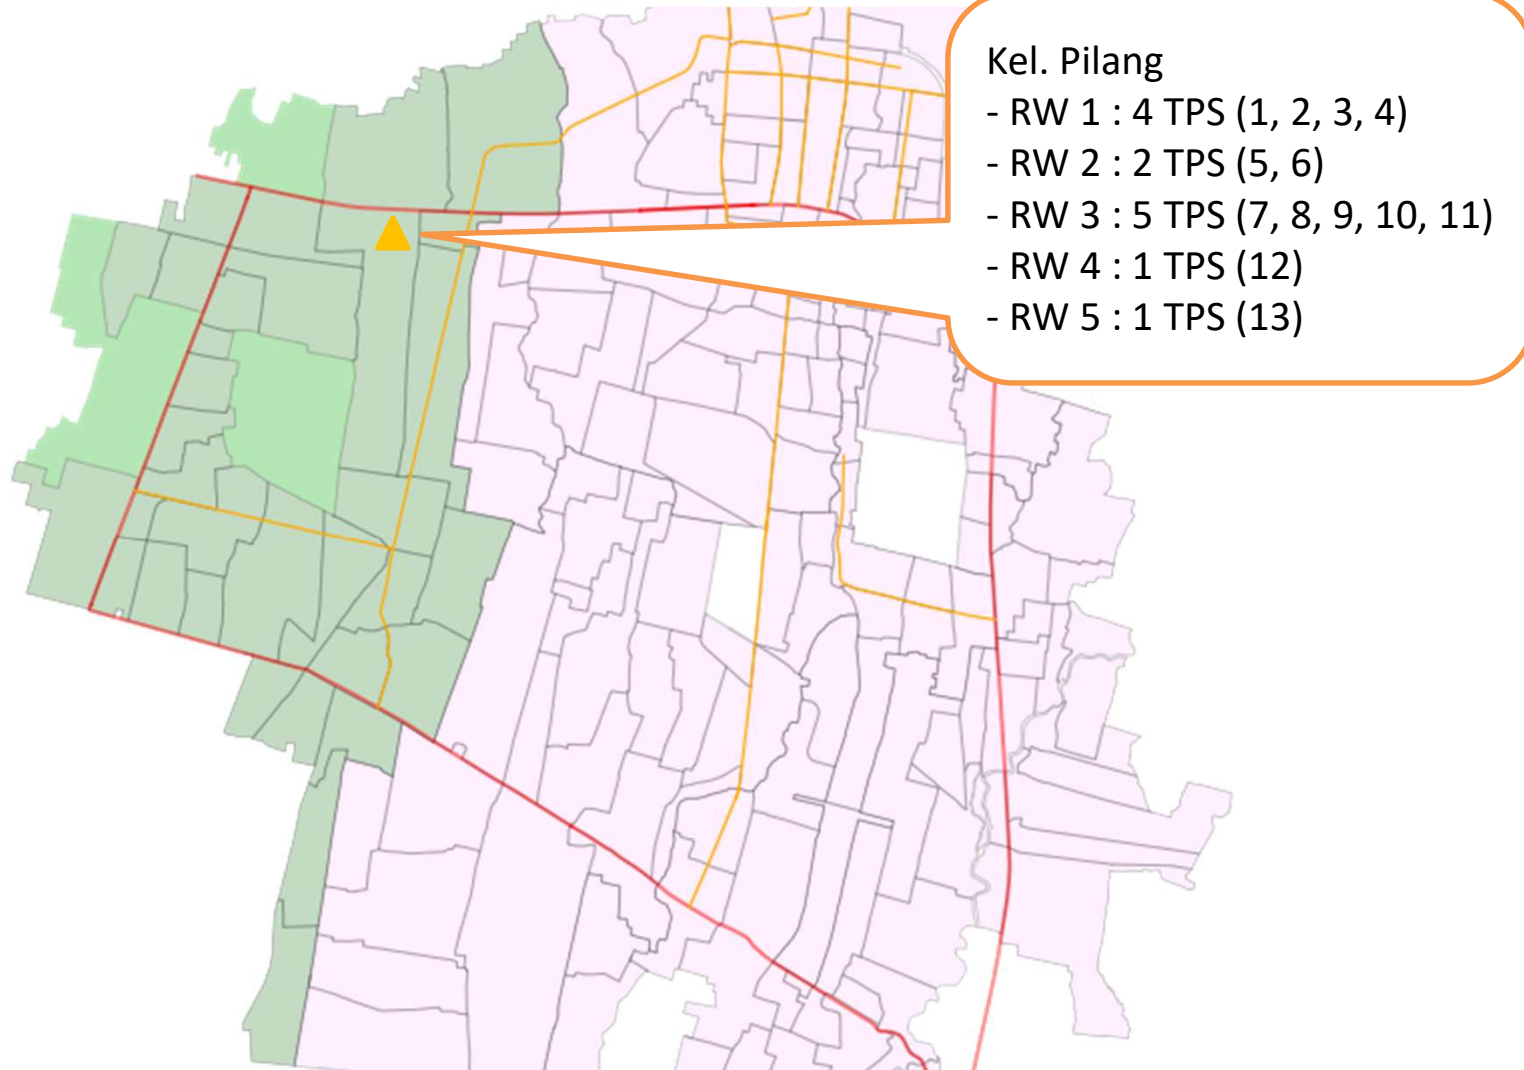 Kel. Pilang
- RW 1 : 4 TPS (1, 2, 3, 4)
- RW 2 : 2 TPS (5, 6)
- RW 3 : 5 TPS (7, 8, 9, 10, 11)
- RW 4 : 1 TPS (12)
- RW 5 : 1 TPS (13)